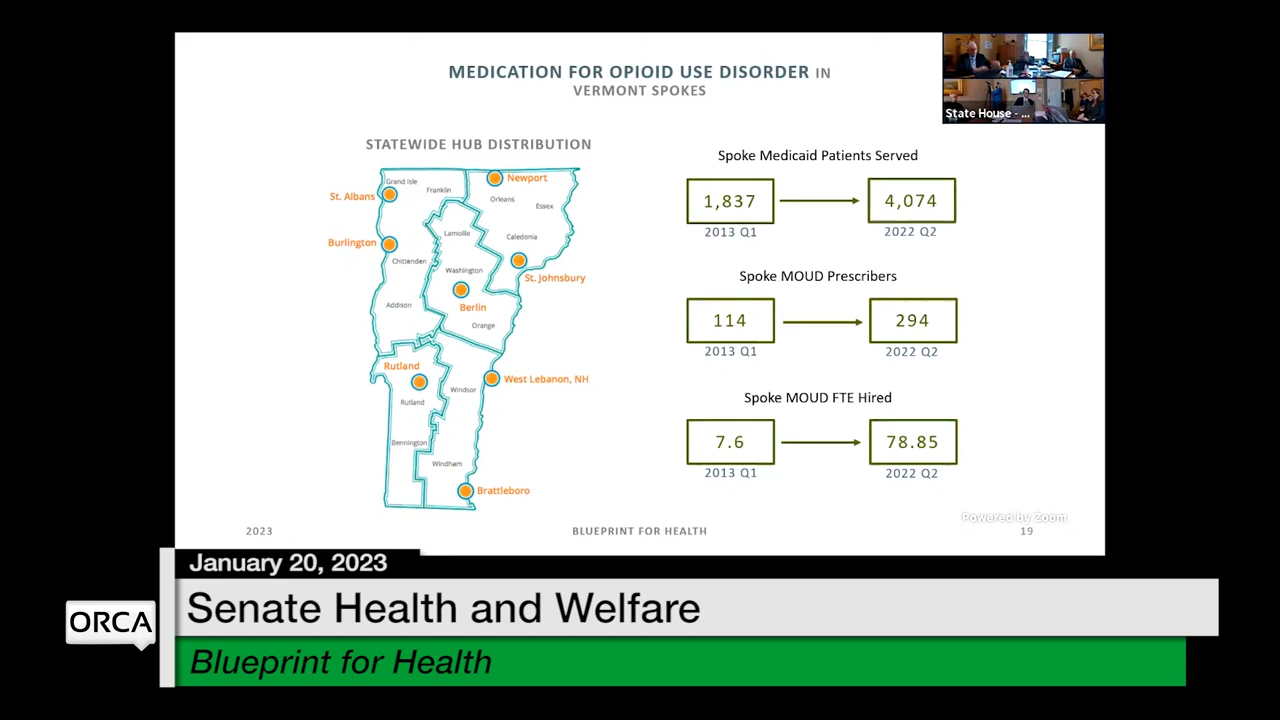 MEDICATION FOR OPIOID USE DISORDER IN
VERMONT SPOKES
State House - ...
STATEWIDE HUB DISTRIBUTION
Grand Isle
Franklin
Newport
St. Albans
Orleans
Essex
Lamoille
Caledonia
Burlington
Chittenden
Washington
St. Johnsbury
Addison
Berlin
Orange
Rutland
West Lebanon, NH
Windsor
Rutland
Bennington
Windham
Brattleboro
Spoke Medicaid Patients Served
1,837
4,074
2013 Q1
2022 Q2
Spoke MOUD Prescribers
114
294
2013 Q1
2022 Q2
Spoke MOUD FTE Hired
7.6
78.85
2013 Q1
2022 Q2
Powered by Zoom
2023
BLUEPRINT FOR HEALTH
19
January 20, 2023
ORCA
Senate Health and Welfare
Blueprint for Health